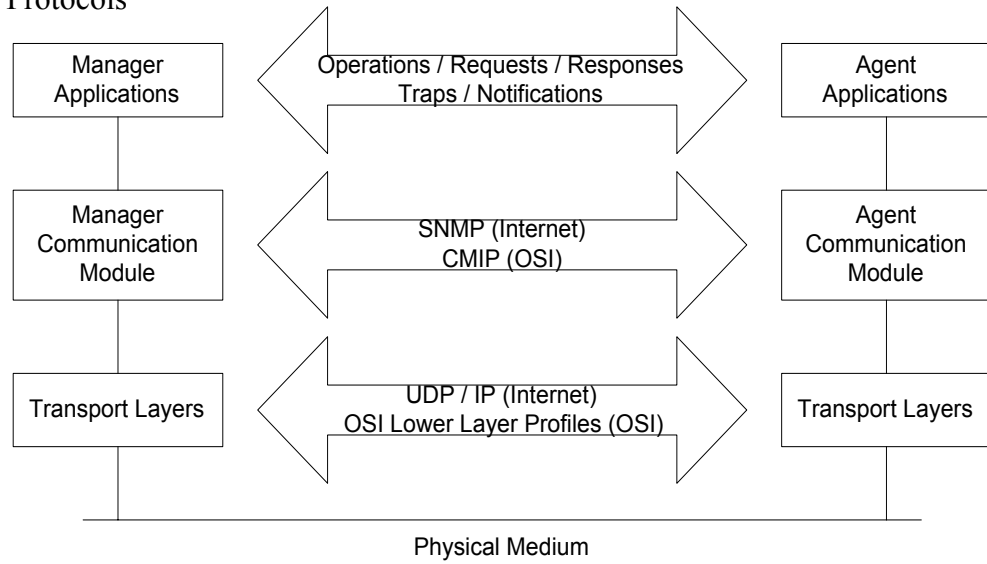 Protocols
Manager
Applications
Operations / Requests / Responses
Traps / Notifications
Agent
Applications
Manager
Communication
Module
SNMP (Internet)
CMIP (OSI)
Agent
Communication
Module
Transport Layers
UDP / IP (Internet)
OSI Lower Layer Profiles (OSI)
Transport Layers
Physical Medium